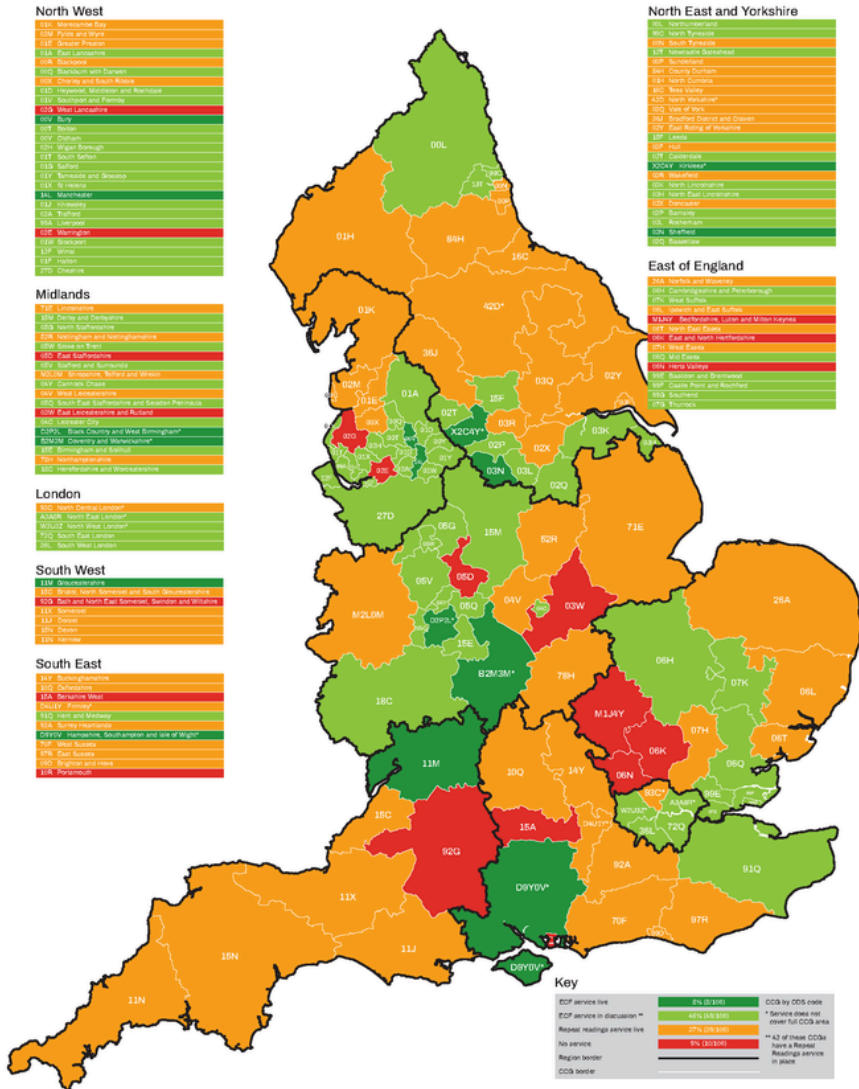 North West
01K Morecambe Bay
02M Fylde and Wyre
01E Greater Preston
01A East Lancashire
00R Blackpool
00Q Blackburn with Darwen
00X Chorley and South Ribble
01D Heywood, Middleton and Rochdale
01V Southport and Formby
02G West Lancashire
00V Bury
00T Bolton
00Y Oldham
02H Wigan Borough
01T South Sefton
01G Salford
01Y Tameside and Glossop
01X St Helens
14L Manchester
01J Knowsley
02A Trafford
99A Liverpool
02E Warrington
01W Stockport
12F Wirral
01F Halton
27D Cheshire
Midlands
71E Lincolnshire
15M Derby and Derbyshire
05G North Staffordshire
52R Nottingham and Nottinghamshire
05W Stoke on Trent
05D East Staffordshire
05V Stafford and Surrounds
M2L0M Shropshire, Telford and Wrekin
04Y Cannock Chase
04V West Leicestershire
05Q South East Staffordshire and Seisdon Peninsula
03W East Leicestershire and Rutland
04C Leicester City
D2P2L Black Country and West Birmingham*
B2M3M Coventry and Warwickshire*
15E Birmingham and Solihull
78H Northamptonshire
18C Herefordshire and Worcestershire
London
93C North Central London*
A3A8R North East London*
W2U3Z North West London*
72Q South East London
36L South West London
South West
11M Gloucestershire
15C Bristol, North Somerset and South Gloucestershire
92G Bath and North East Somerset, Swindon and Wiltshire
11X Somerset
11J Dorset
15N Devon
11N Kernow
South East
14Y Buckinghamshire
10Q Oxfordshire
15A Berkshire West
D4U1Y Frimley*
91Q Kent and Medway
92A Surrey Heartlands
D9Y0V Hampshire, Southampton and Isle of Wight*
70F West Sussex
97R East Sussex
09D Brighton and Hove
10R Portsmouth
North East and Yorkshire
00L Northumberland
99C North Tyneside
00N South Tyneside
13T Newcastle Gateshead
00P Sunderland
84H County Durham
01H North Cumbria
16C Tees Valley
42D North Yorkshire*
03Q Vale of York
36J Bradford District and Craven
02Y East Riding of Yorkshire
15F Leeds
03F Hull
02T Calderdale
X2C4Y Kirklees*
03R Wakefield
03K North Lincolnshire
03H North East Lincolnshire
02X Doncaster
02P Barnsley
03L Rotherham
03N Sheffield
02Q Bassetlaw
East of England
26A Norfolk and Waveney
06H Cambridgeshire and Peterborough
07K West Suffolk
06L Ipswich and East Suffolk
M1J4Y Bedfordshire, Luton and Milton Keynes
06T North East Essex
06K East and North Hertfordshire
07H West Essex
06Q Mid Essex
06N Herts Valleys
99E Basildon and Brentwood
99F Castle Point and Rochford
99G Southend
07G Thurrock
00L
13T
00N
01H
84H
16C
01K
42D*
36J
03Q
02Y
02M
01E
01A
15F
02T
X2C4Y*
03R
02G
02P
02X
03K
03N
03L
02Q
02E
27D
05G
15M
52R
71E
05V
05D
04V
03W
M2L0M
05Q
D2P2L*
15E
B2M3M*
78H
18C
26A
06H
07K
06L
M1J4Y
06K
07H
06T
06N
06Q
99E
11M
10Q
14Y
93C*
W2U3Z*
A3A8R*
36L
72Q
15C
92G
15A
D4U1Y*
92A
91Q
D9Y0V*
11X
70F
97R
11J
15N
11N
D9Y0V*
Key
ECF service live
ECF service in discussion **
Repeat readings service live
No service
9% (10/106)
Region border
CCG border
CCG by ODS code
* Service does not
cover full CCG area
** 42 of these CCGs
have a Repeat
Readings service
in place